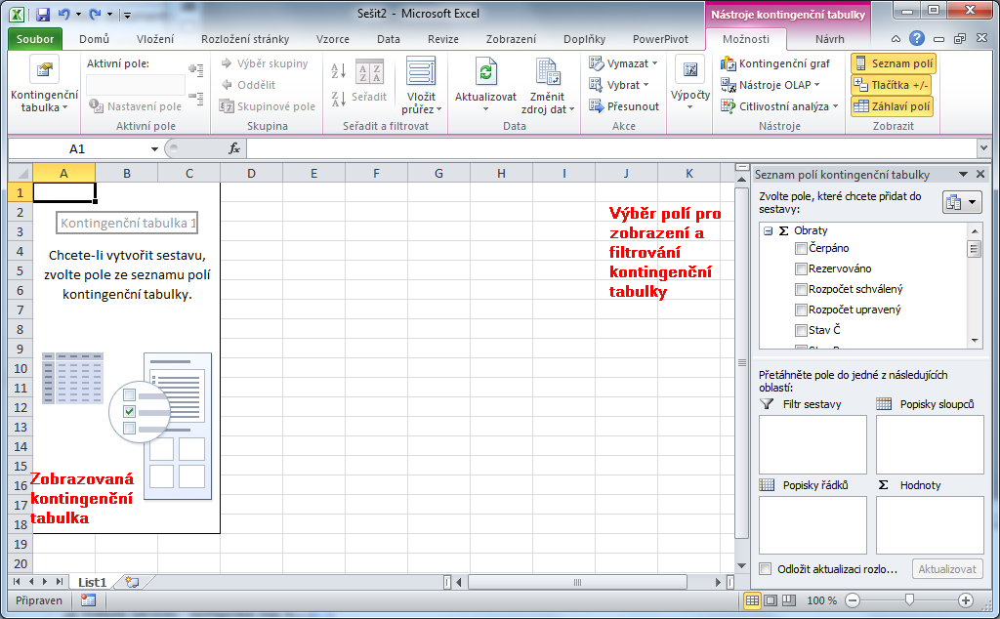 Sešit2 - Microsoft Excel
Nástroje kontingenční tabulky
Soubor Domů Vložení Rozložení stránky Vzorce Data Revize Zobrazení Doplňky PowerPivot Možnosti Návrh
Kontingenční
tabulka
Aktivní pole:
Nastavení pole
Aktivní pole
Výběr skupiny
Oddělit
Skupinové pole
Skupina
Seřadit
Vložit
průřez
Seřadit a filtrovat
Aktualizovat
Změnit
zdroj dat
Data
Vymazat
Vybrat
Přesunout
Akce
Výpočty
Kontingenční graf
Nástroje OLAP
Citlivostní analýza
Nástroje
Seznam polí
Tlačítka +/-
Záhlaví polí
Zobrazit
A1
fx
A B C D E F G H I J K
1
2
3
4
5
6
7
8
9
10
11
12
13
14
15
16
17
18
19
20
Kontingenční tabulka 1
Chcete-li vytvořit sestavu,
zvolte pole ze seznamu polí
kontingenční tabulky.
Zobrazovaná
kontingenční
tabulka
Výběr polí pro
zobrazení a
filtrování
kontingenční
tabulky
Seznam polí kontingenční tabulky
Zvolte pole, které chcete přidat do
sestavy:
Σ Obraty
Čerpáno
Rezervováno
Rozpočet schválený
Rozpočet upravený
Stav Č
Přetáhněte pole do jedné z následujících
oblastí:
Filtr sestavy
Popisky sloupců
Popisky řádků
Σ Hodnoty
Odložit aktualizaci rozlo...
Aktualizovat
List1
Připraven
100 %